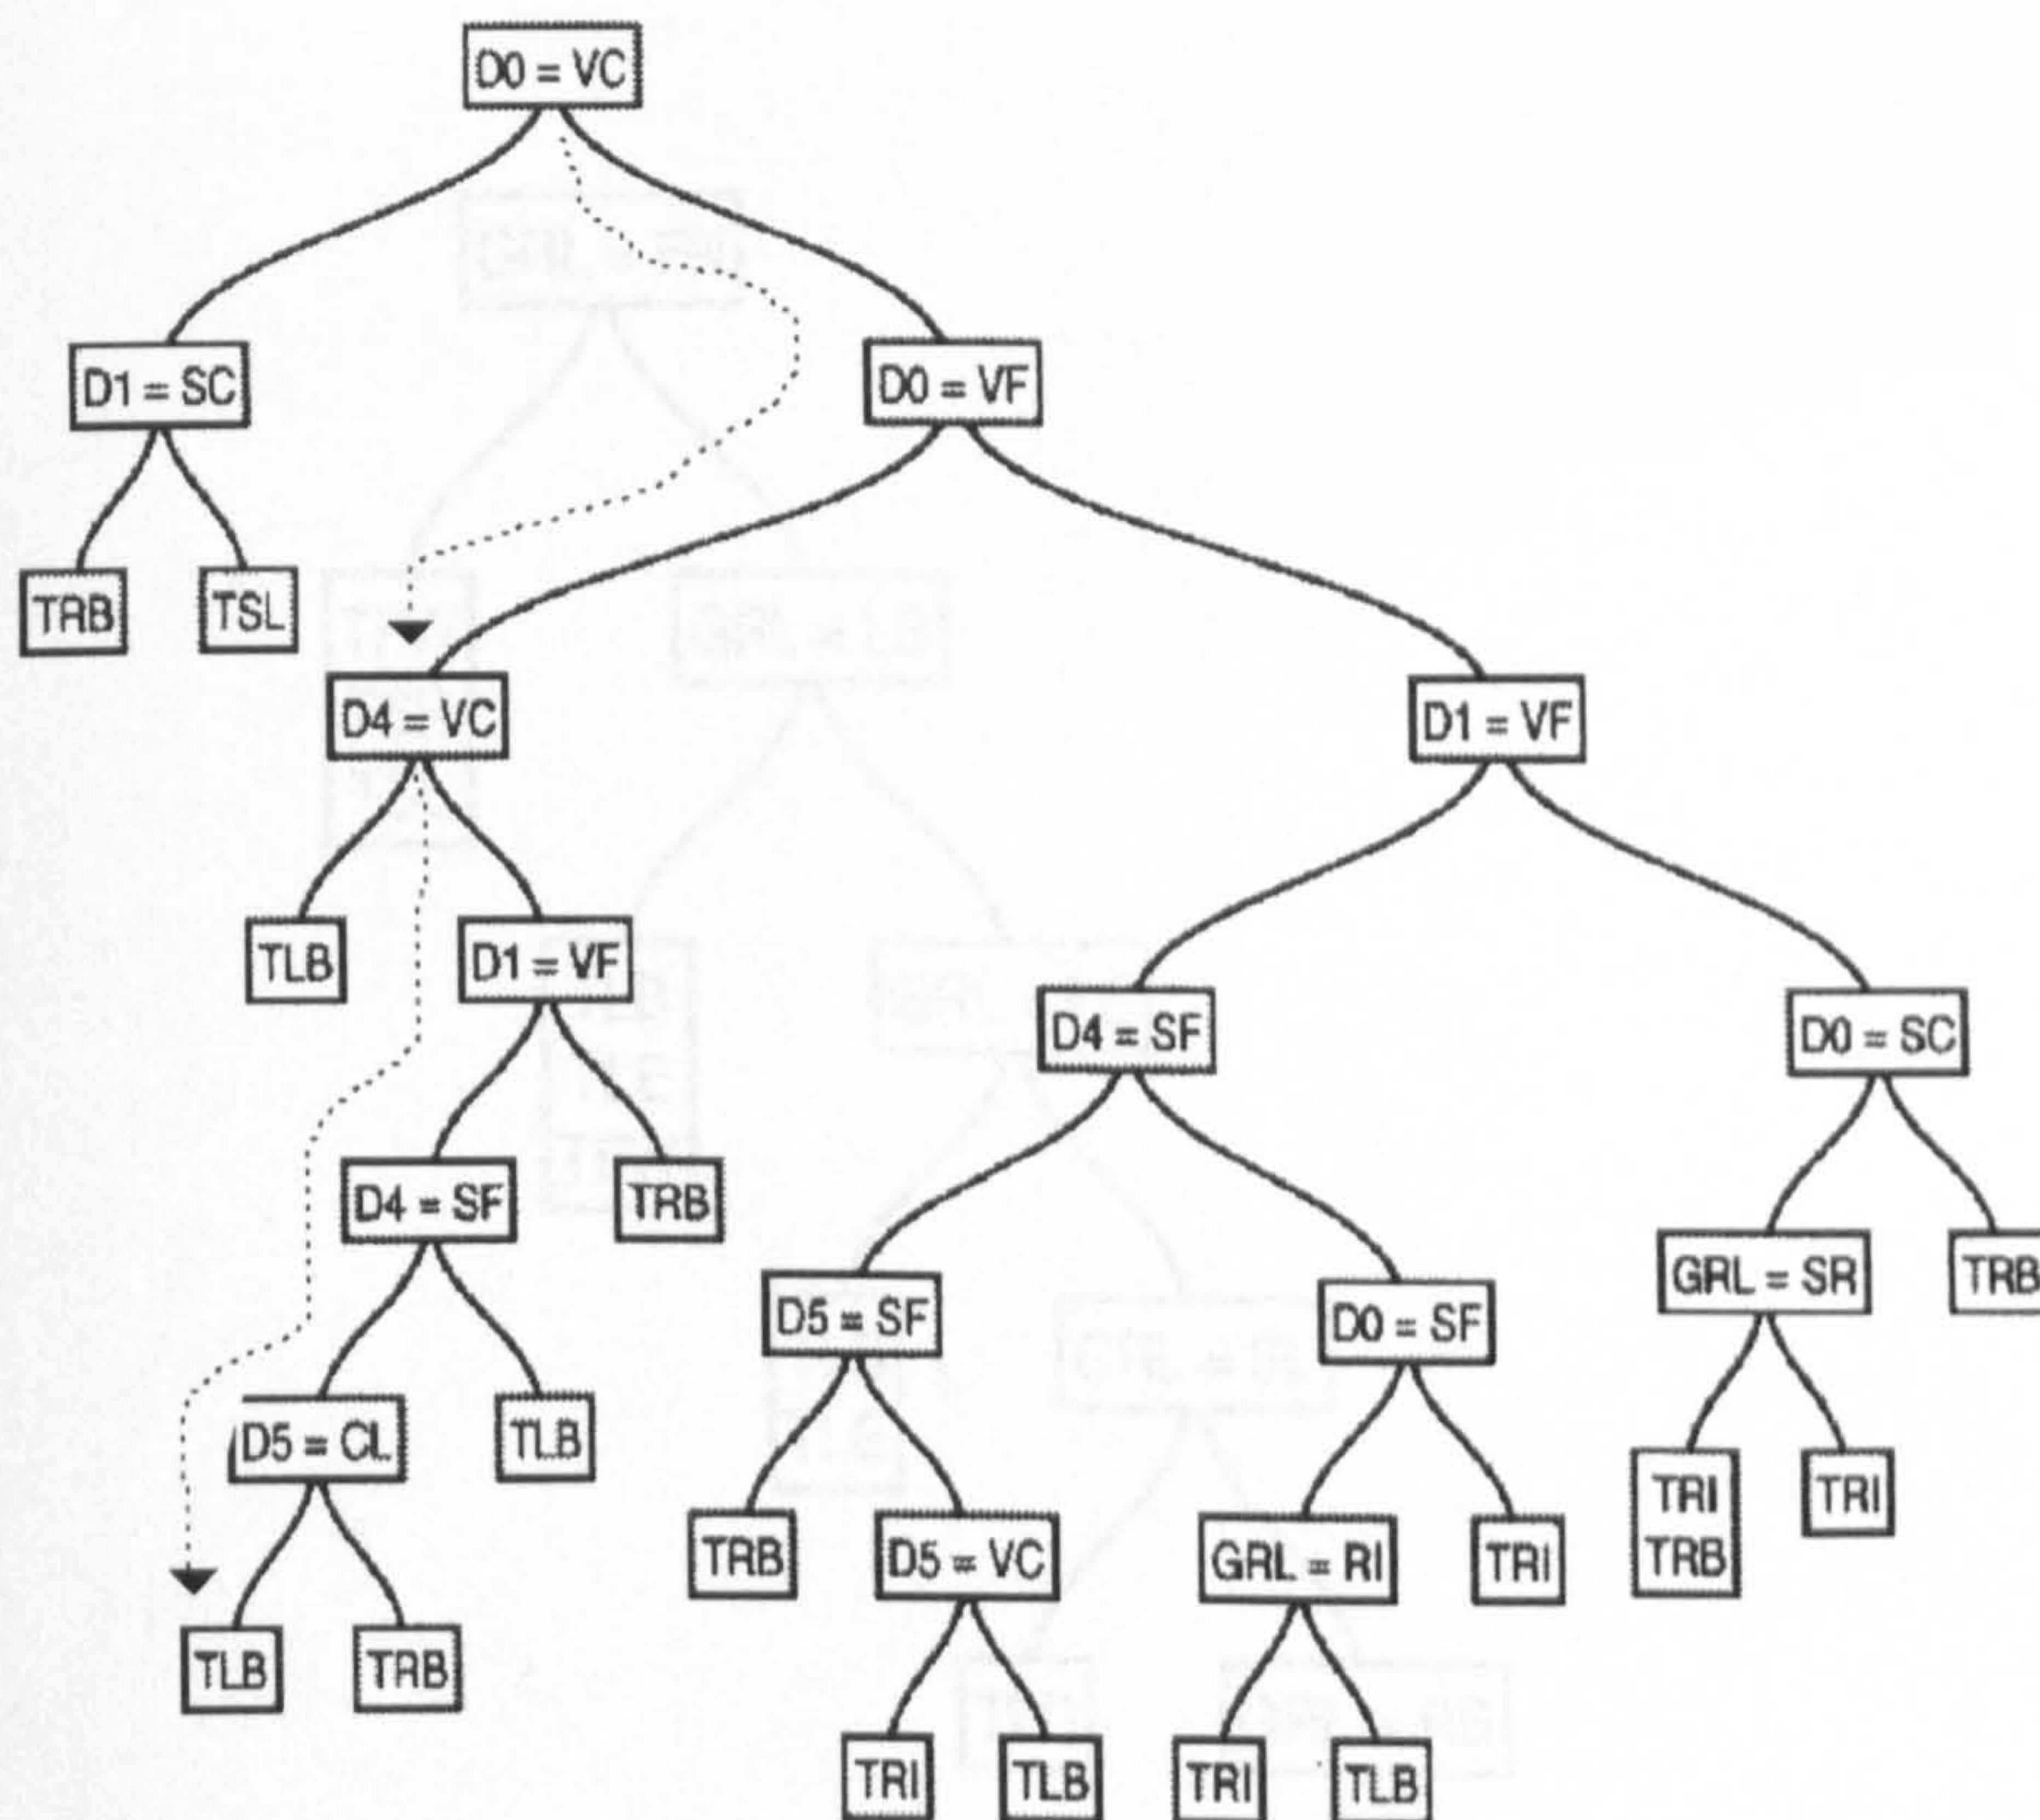 D0 = VC
D1 = SC
D0 = VF
TRB
TSL
D4 = VC
D1 = VF
TLB
D1 = VF
D4 = SF
D0 = SC
D4 = SF
TRB
D5 = SF
D0 = SF
GRL = SR
TRB
D5 = CL
TLB
TRB
D5 = VC
GRL = RI
TRI
TRI
TRB
TRI
TLB
TRB
TRI
TLB
TRI
TLB